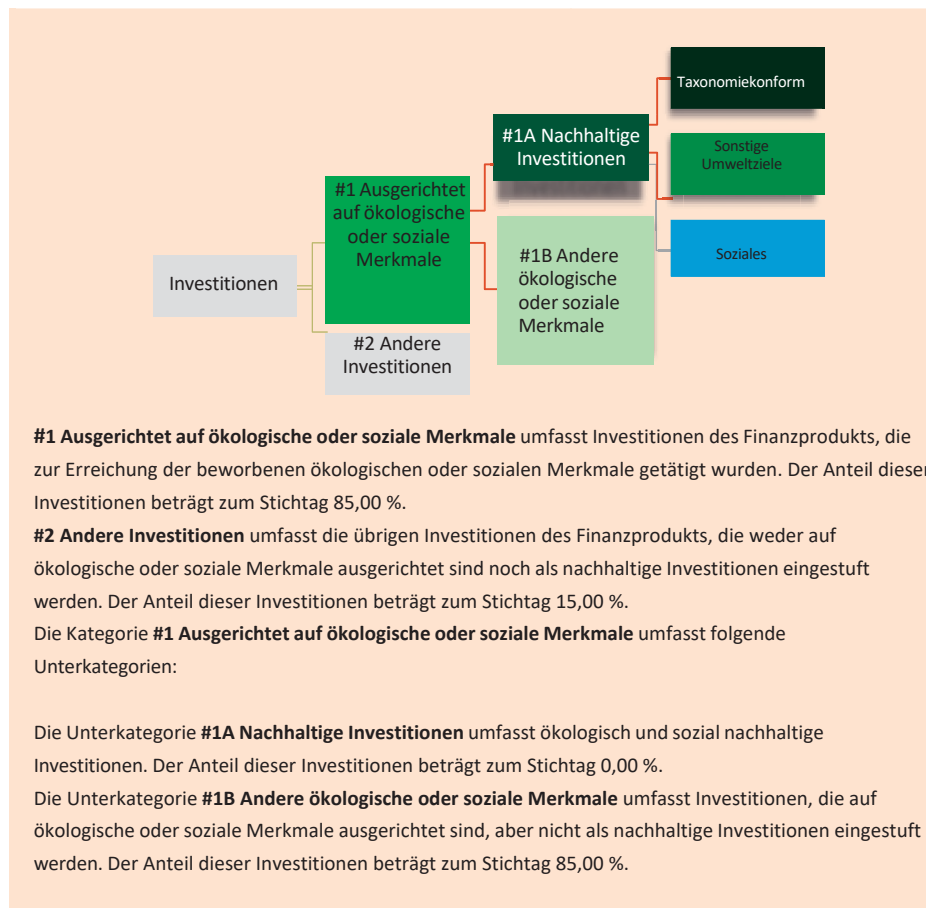 Taxonomiekonform
#1A Nachhaltige
Investitionen
Sonstige
Umweltziele
#1 Ausgerichtet
auf ökologische
oder soziale
Merkmale
#1B Andere
ökologische
oder soziale
Merkmale
Soziales
Investitionen
#2 Andere
Investitionen
#1 Ausgerichtet auf ökologische oder soziale Merkmale umfasst Investitionen des Finanzprodukts, die
zur Erreichung der beworbenen ökologischen oder sozialen Merkmale getätigt wurden. Der Anteil dieser
Investitionen beträgt zum Stichtag 85,00 %.
#2 Andere Investitionen umfasst die übrigen Investitionen des Finanzprodukts, die weder auf
ökologische oder soziale Merkmale ausgerichtet sind noch als nachhaltige Investitionen eingestuft
werden. Der Anteil dieser Investitionen beträgt zum Stichtag 15,00 %.
Die Kategorie #1 Ausgerichtet auf ökologische oder soziale Merkmale umfasst folgende
Unterkategorien:
Die Unterkategorie #1A Nachhaltige Investitionen umfasst ökologisch und sozial nachhaltige
Investitionen. Der Anteil dieser Investitionen beträgt zum Stichtag 0,00 %.
Die Unterkategorie #1B Andere ökologische oder soziale Merkmale umfasst Investitionen, die auf
ökologische oder soziale Merkmale ausgerichtet sind, aber nicht als nachhaltige Investitionen eingestuft
werden. Der Anteil dieser Investitionen beträgt zum Stichtag 85,00 %.